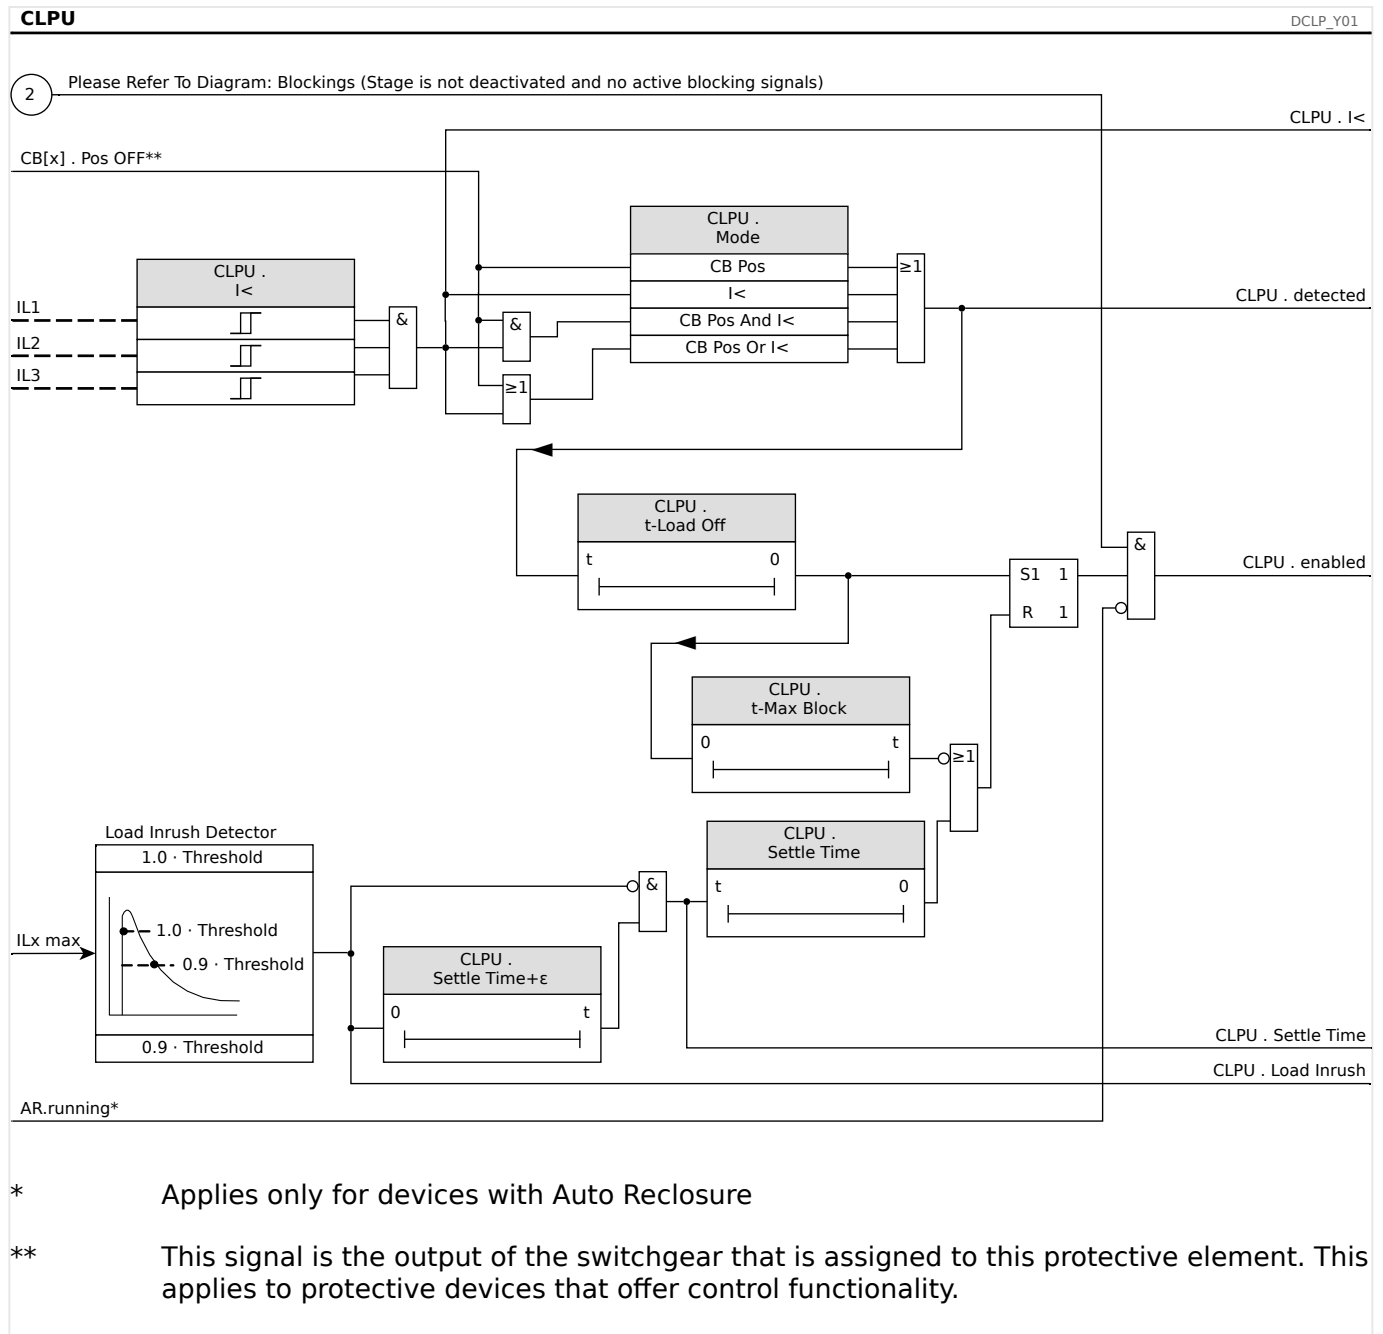 CLPU
DCLP_Y01
2
Please Refer To Diagram: Blockings (Stage is not deactivated and no active blocking signals)
CLPU . I<
CB[x] . Pos OFF**
CLPU .
Mode
CB Pos
I<
CB Pos And I<
CB Pos Or I<
≥1
CLPU .
I<
IL1
IL2
IL3
&
&
≥1
CLPU . detected
CLPU .
t-Load Off
t 0
&
CLPU . enabled
S1 1
R 1
CLPU .
t-Max Block
0 t
≥1
Load Inrush Detector
1.0 · Threshold
1.0 · Threshold
0.9 · Threshold
0.9 · Threshold
ILx max
&
CLPU .
Settle Time
t 0
CLPU .
Settle Time+ε
0 t
CLPU . Settle Time
CLPU . Load Inrush
AR.running*
* Applies only for devices with Auto Reclosure
** This signal is the output of the switchgear that is assigned to this protective element. This
applies to protective devices that offer control functionality.